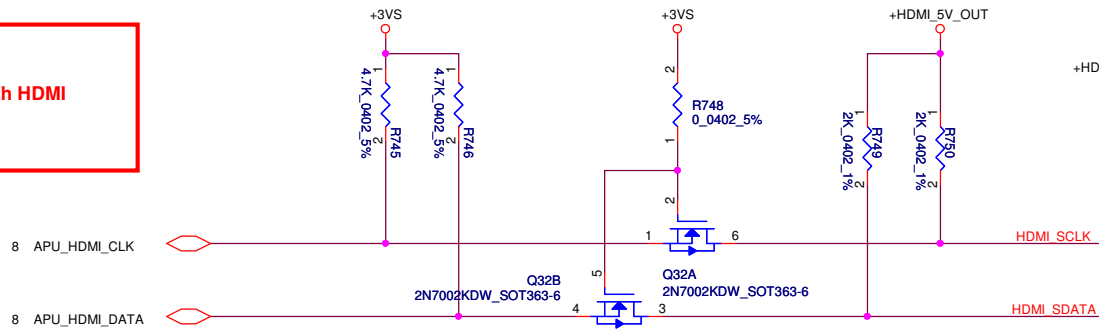 +3VS
+3VS
+HDMI_5V_OUT
+HD
h HDMI
1
4.7K_0402_5%
2
R745
1
4.7K_0402_5%
2
R746
2
R748
0_0402_5%
1
1
2K_0402_1%
2
R749
1
2K_0402_1%
2
R750
2
8 APU_HDMI_CLK
1
6
HDMI_SCLK
5
Q32B
2N7002KDW_SOT363-6
Q32A
2N7002KDW_SOT363-6
4
3
8 APU_HDMI_DATA
HDMI_SDATA